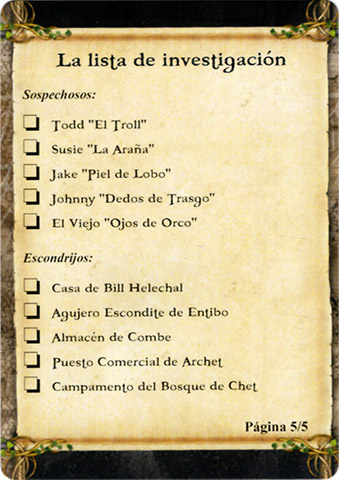 La lista de investigación
Sospechosos:
Todd "El Troll"
Susie "La Araña"
Jake "Piel de Lobo"
Johnny "Dedos de Trasgo"
El Viejo "Ojos de Orco"
Escondrijos:
Casa de Bill Helechal
Agujero Escondite de Entibo
Almacén de Combe
Puesto Comercial de Archet
Campamento del Bosque de Chet
Página 5/5